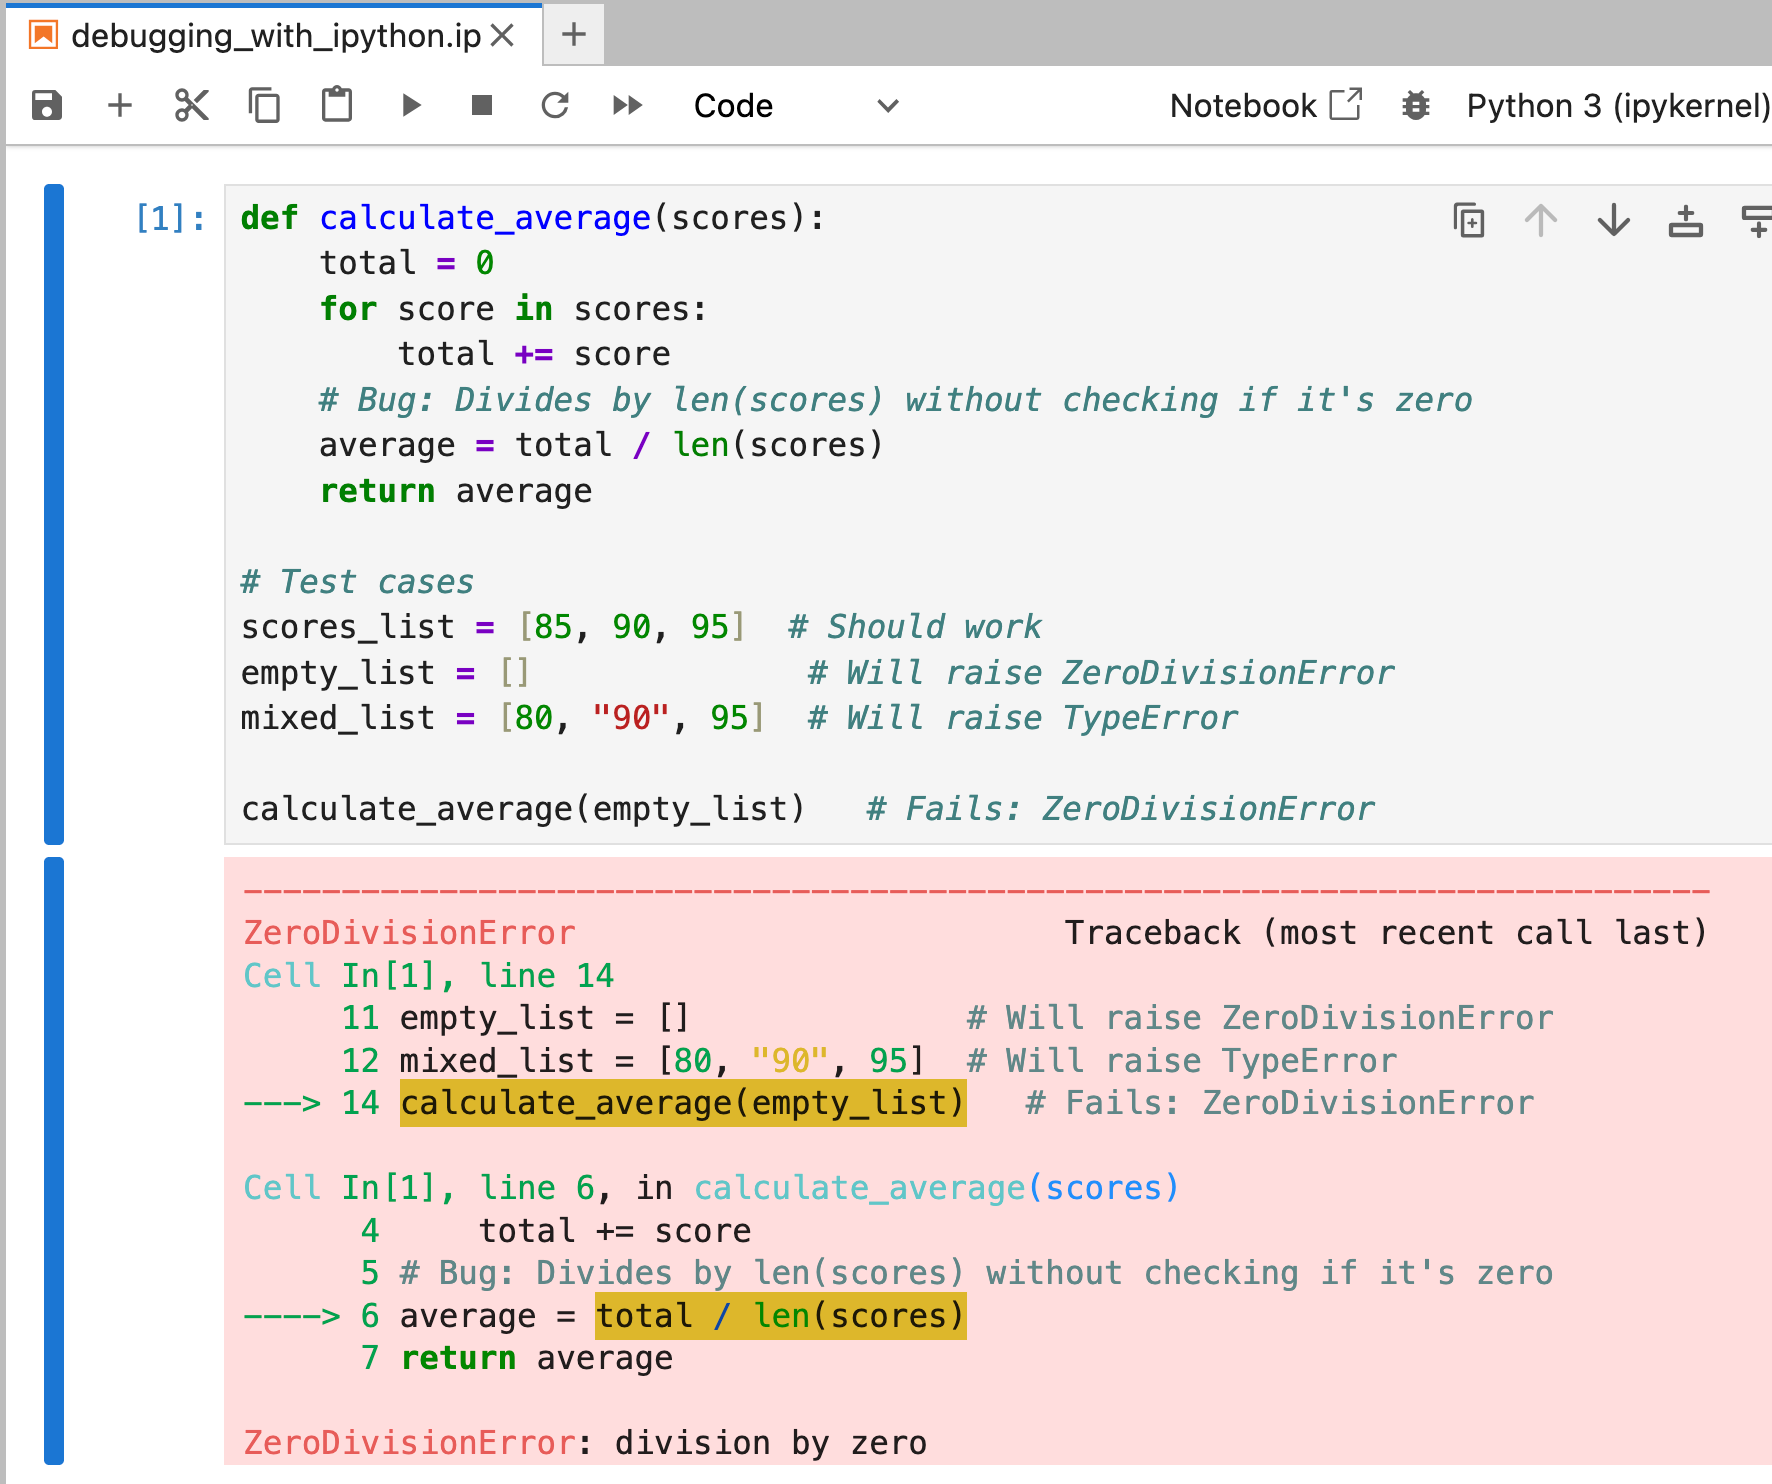 debugging_with_ipython.ip
Code
Notebook
Python 3 (ipykernel)
[1]:
def calculate_average(scores):
    total = 0
    for score in scores:
        total += score
    # Bug: Divides by len(scores) without checking if it's zero
    average = total / len(scores)
    return average

# Test cases
scores_list = [85, 90, 95]  # Should work
empty_list = []              # Will raise ZeroDivisionError
mixed_list = [80, "90", 95]  # Will raise TypeError

calculate_average(empty_list)   # Fails: ZeroDivisionError
---------------------------------------------------------------------------
ZeroDivisionError                         Traceback (most recent call last)
Cell In[1], line 14
     11 empty_list = []              # Will raise ZeroDivisionError
     12 mixed_list = [80, "90", 95]  # Will raise TypeError
---> 14 calculate_average(empty_list)   # Fails: ZeroDivisionError

Cell In[1], line 6, in calculate_average(scores)
      4     total += score
      5 # Bug: Divides by len(scores) without checking if it's zero
----> 6 average = total / len(scores)
      7 return average

ZeroDivisionError: division by zero